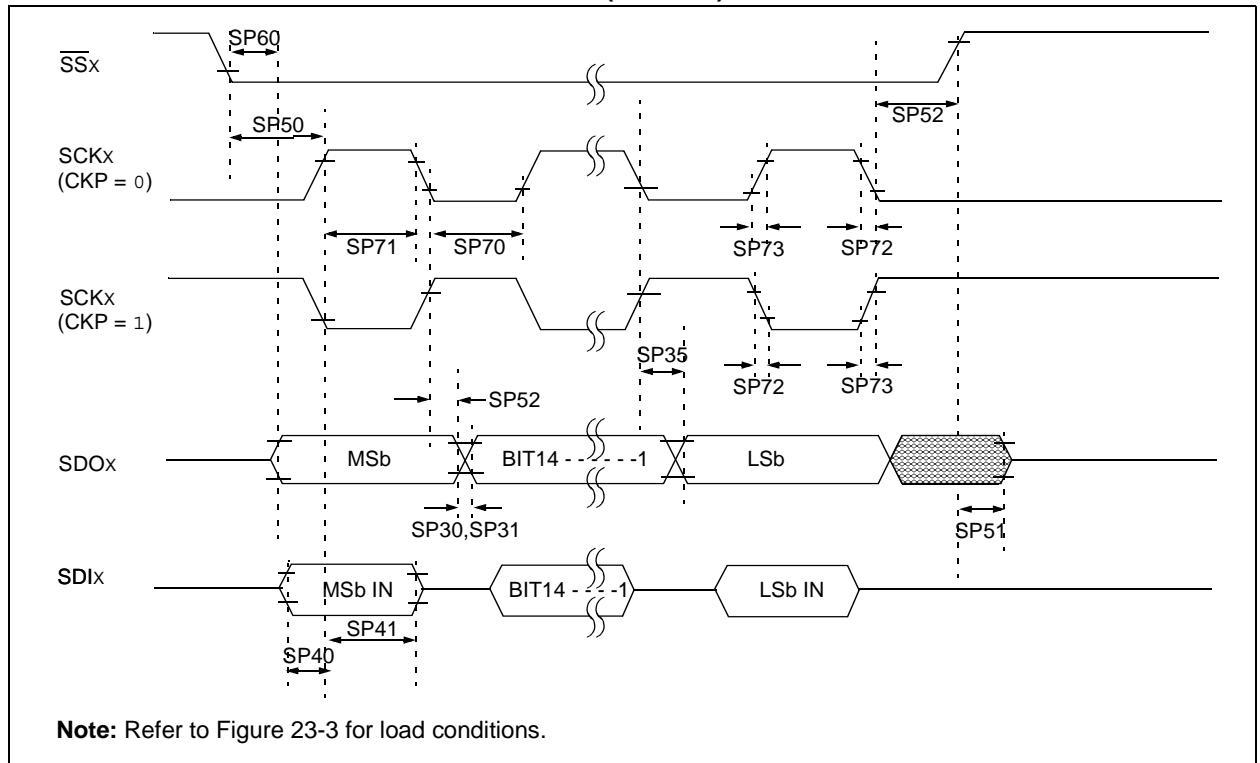 SP60
SSX
SP50
SP52
SCKX
(CKP = 0)
SP71
SP70
SP73
SP72
SCKX
(CKP = 1)
SP35
SP72
SP73
SP52
SDOX
MSb
BIT14 - - - - - -1
LSb
SP30,SP31
SP51
SDIX
MSb IN
BIT14 - - - -1
LSb IN
SP41
SP40
Note: Refer to Figure 23-3 for load conditions.